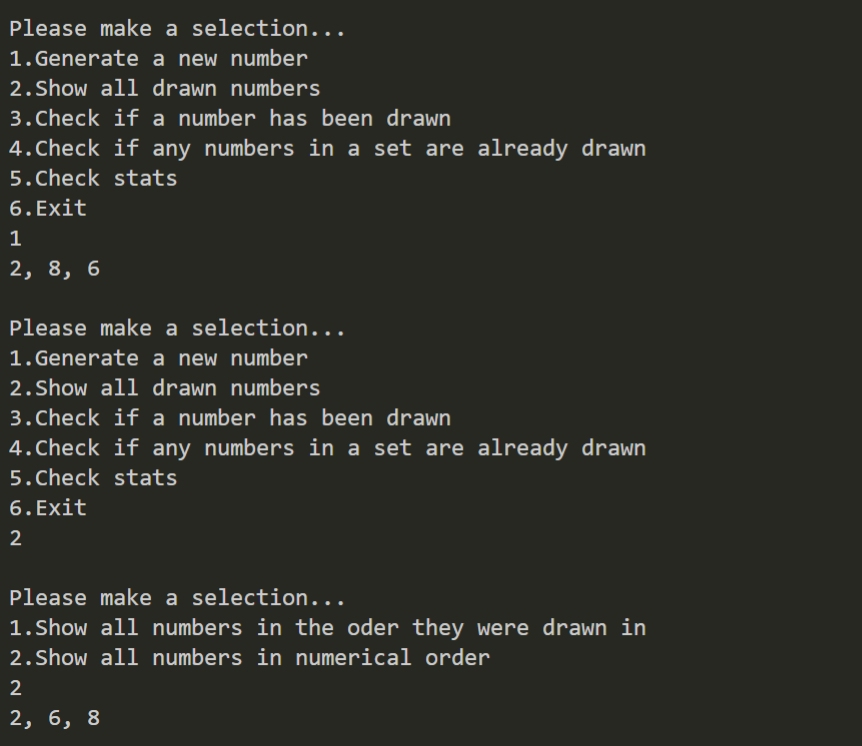 Please make a selection...
1.Generate a new number
2.Show all drawn numbers
3.Check if a number has been drawn
4.Check if any numbers in a set are already drawn
5.Check stats
6.Exit
1
2, 8, 6
Please make a selection...
1.Generate a new number
2.Show all drawn numbers
3.Check if a number has been drawn
4.Check if any numbers in a set are already drawn
5.Check stats
6.Exit
2
Please make a selection...
1.Show all numbers in the oder they were drawn in
2.Show all numbers in numerical order
2
2, 6, 8